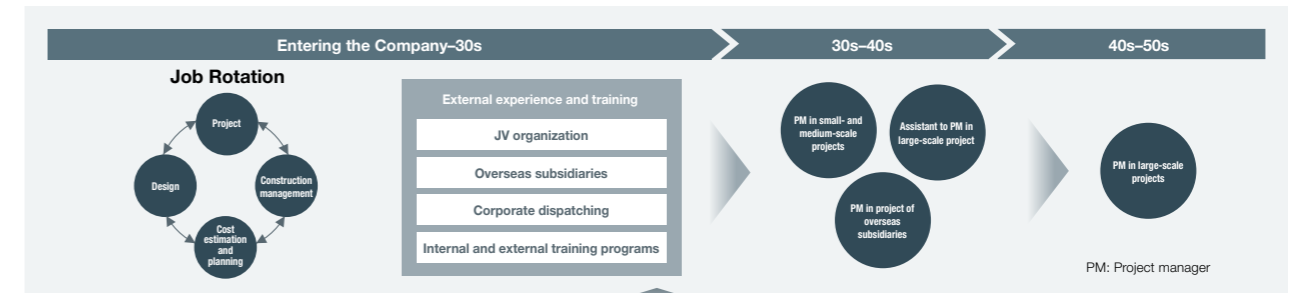 Entering the Company–30s
30s–40s
40s–50s
Job Rotation
Project
Design
Construction
management
Cost
estimation
and
planning
External experience and training
JV organization
Overseas subsidiaries
Corporate dispatching
Internal and external training programs
PM in small- and
medium-scale
projects
Assistant to PM in
large-scale project
PM in project of
overseas
subsidiaries
PM in large-scale
projects
PM: Project manager